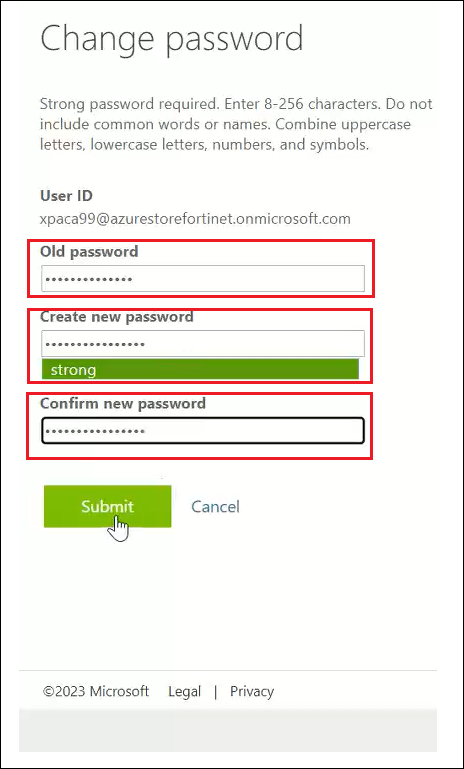 Change password
Strong password required. Enter 8-256 characters. Do not
include common words or names. Combine uppercase
letters, lowercase letters, numbers, and symbols.
User ID
xpaca99@azurestorefortinet.onmicrosoft.com
Old password
••••••••••••••
Create new password
••••••••••••••••
strong
Confirm new password
••••••••••••••••
Submit Cancel
©2023 Microsoft Legal | Privacy